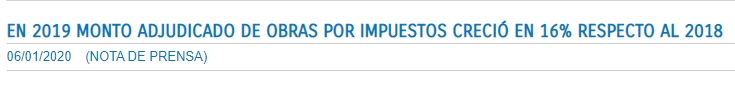 EN 2019 MONTO ADJUDICADO DE OBRAS POR IMPUESTOS CRECIÓ EN 16% RESPECTO AL 2018
06/01/2020 (NOTA DE PRENSA)